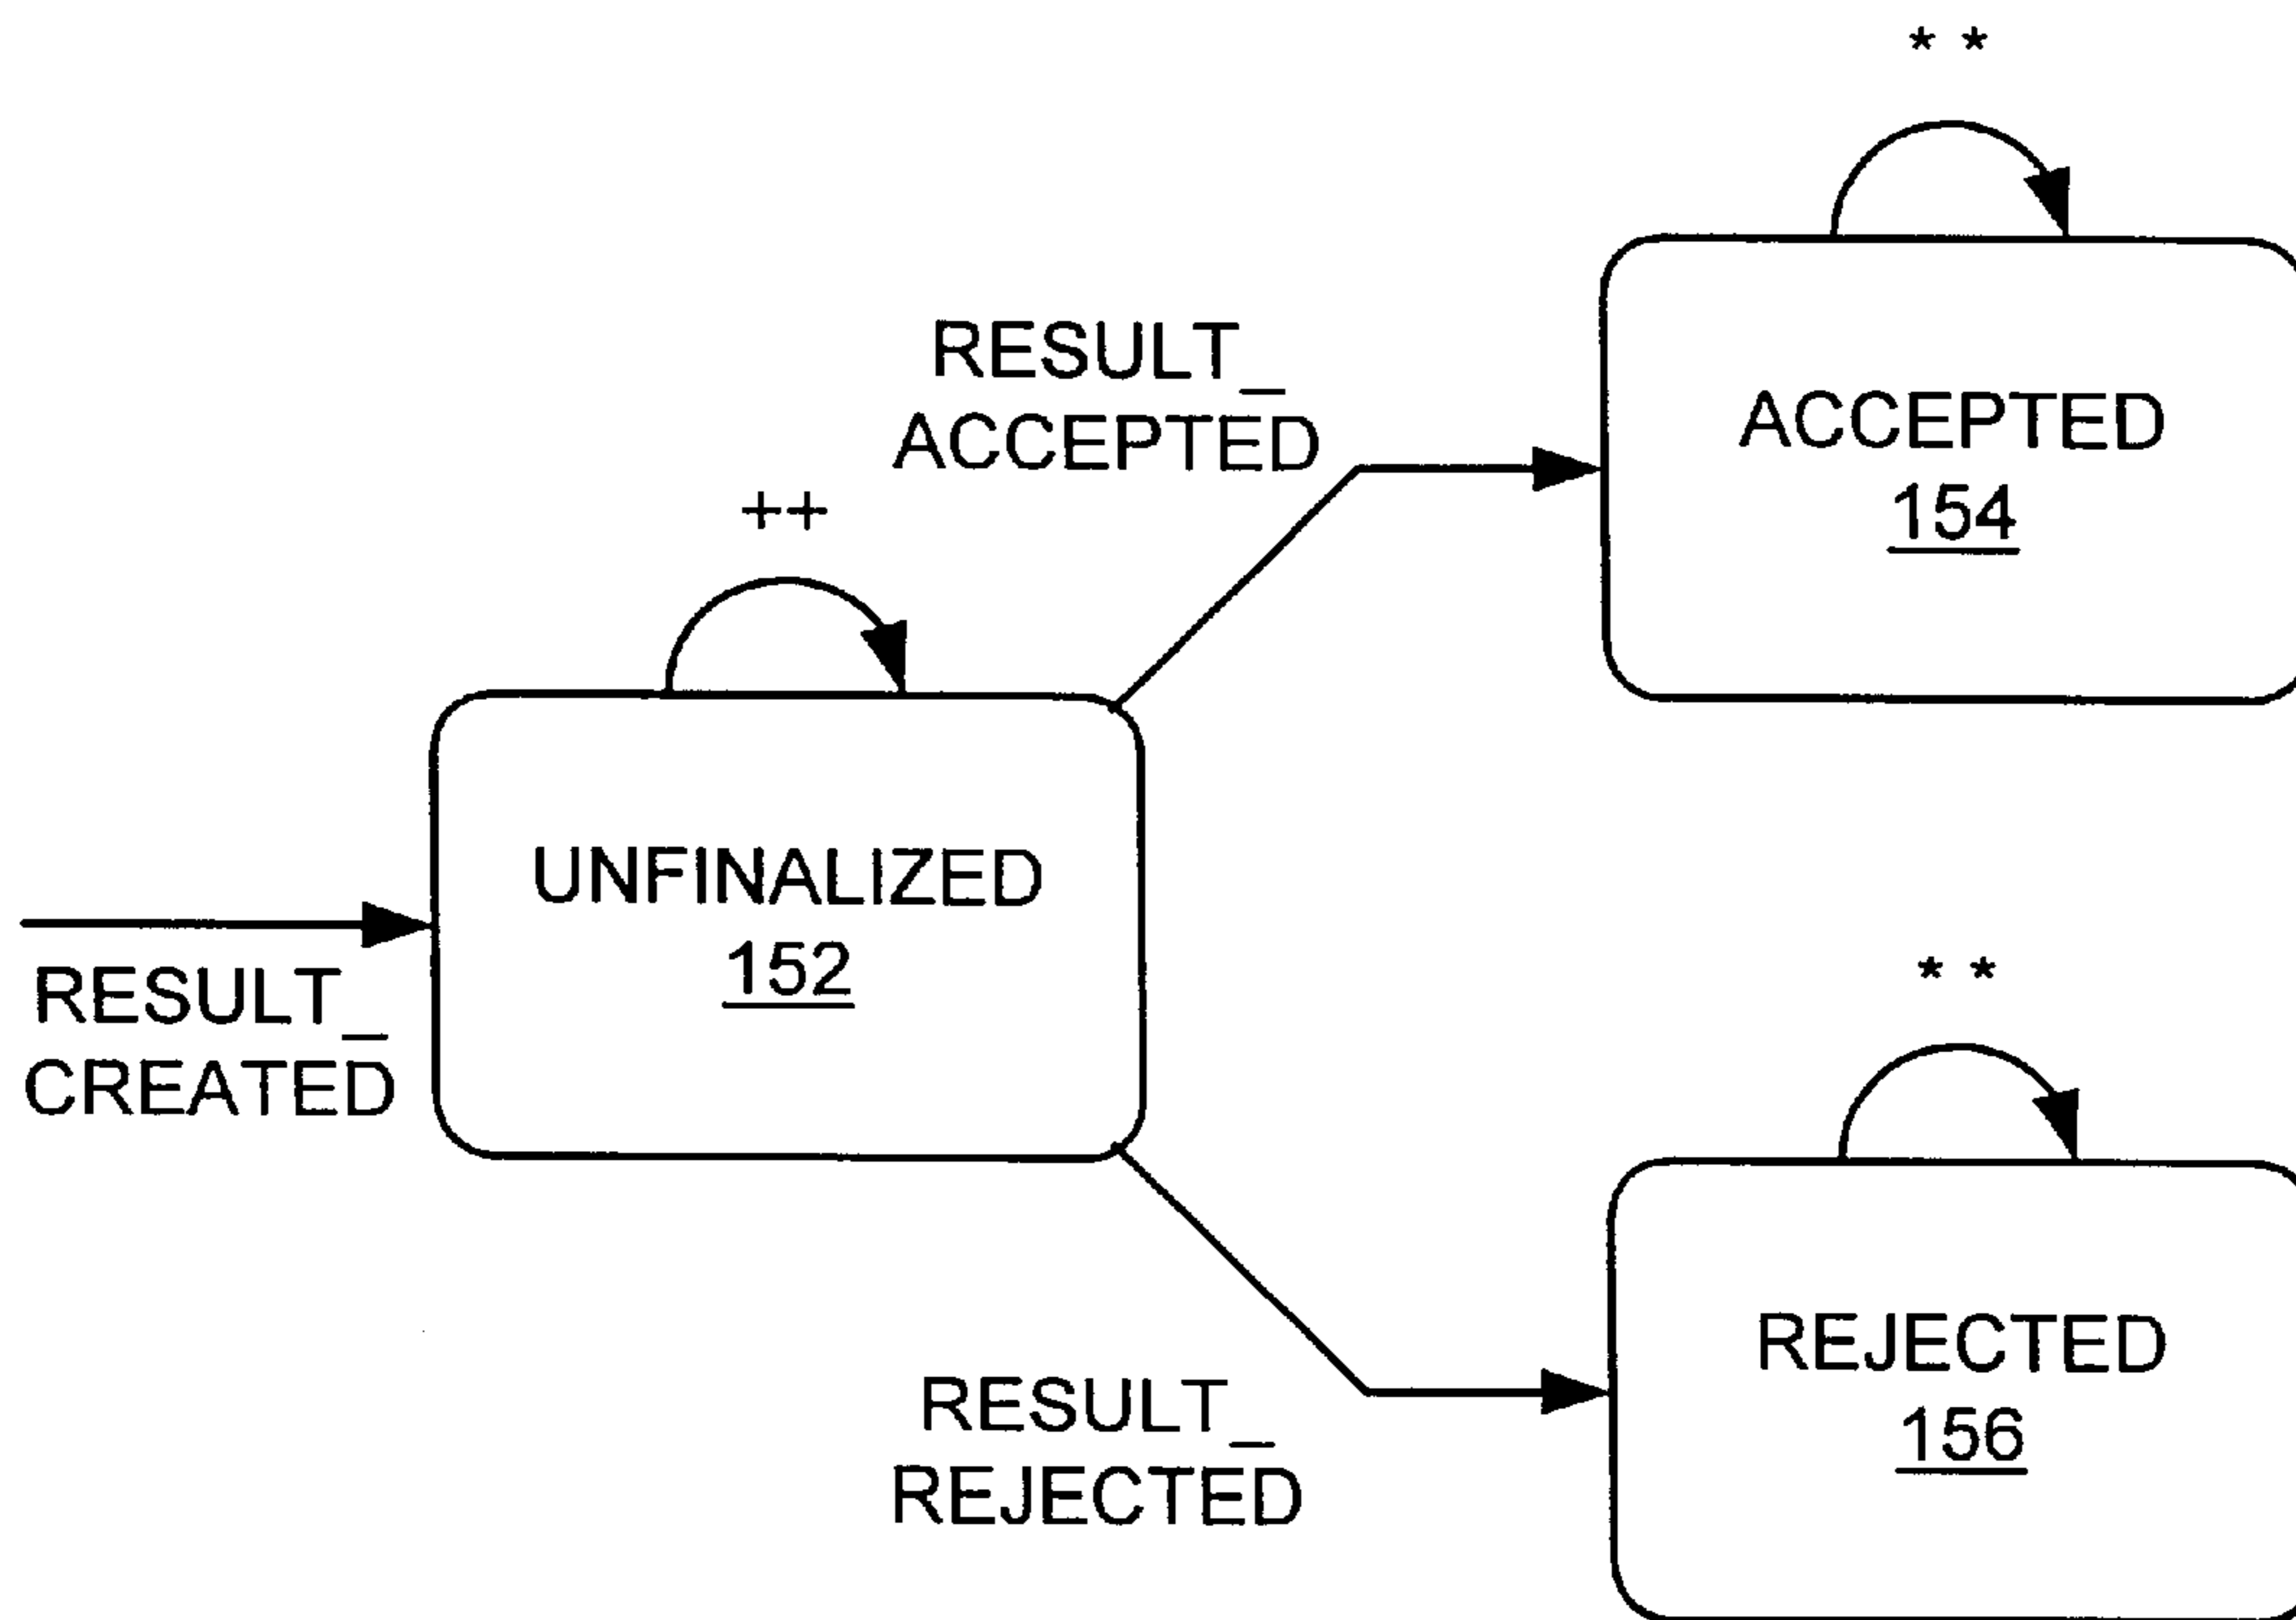 * *
RESULT_
ACCEPTED
ACCEPTED
154
++
UNFINALIZED
152
RESULT_
CREATED
* *
REJECTED
156
RESULT_
REJECTED